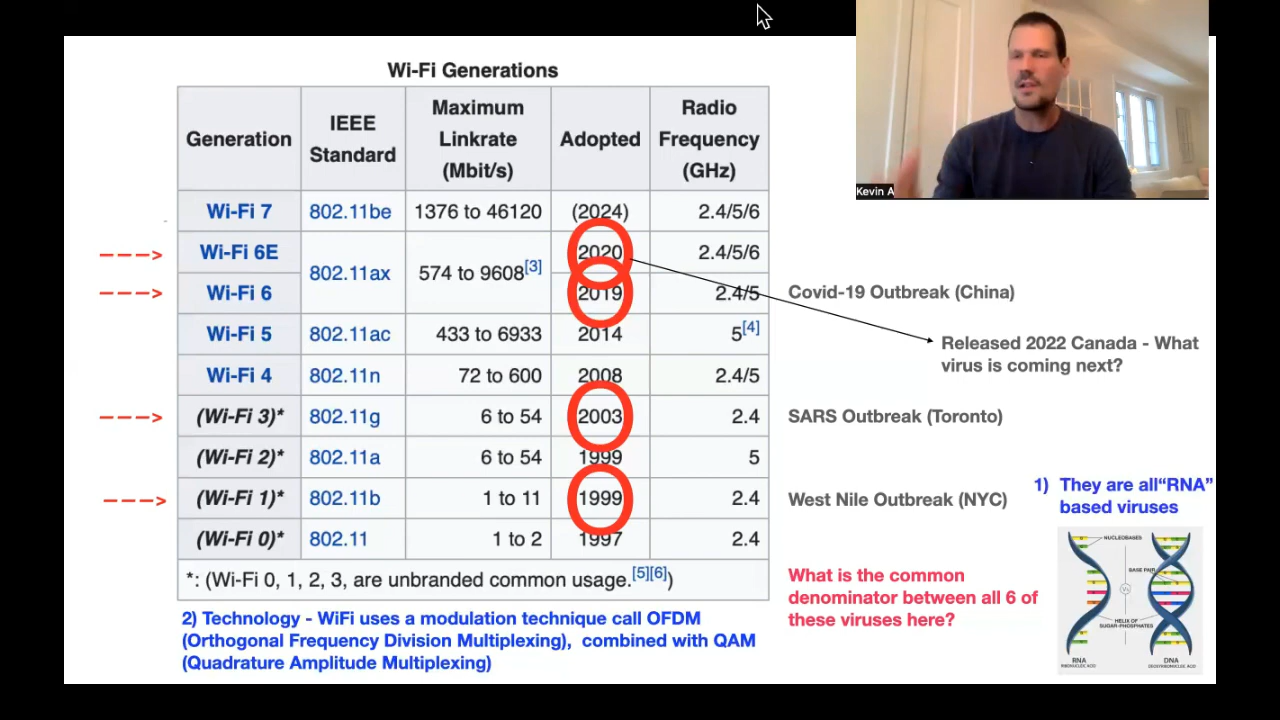 Wi-Fi Generations
Generation IEEE Standard Maximum Linkrate (Mbit/s) Adopted Radio Frequency (GHz)
Wi-Fi 7 802.11be 1376 to 46120 (2024) 2.4/5/6
Wi-Fi 6E 802.11ax 574 to 9608[3] 2020 2.4/5/6
Wi-Fi 6 2019 2.4/5
Wi-Fi 5 802.11ac 433 to 6933 2014 5[4]
Wi-Fi 4 802.11n 72 to 600 2008 2.4/5
(Wi-Fi 3)* 802.11g 6 to 54 2003 2.4
(Wi-Fi 2)* 802.11a 6 to 54 1999 5
(Wi-Fi 1)* 802.11b 1 to 11 1999 2.4
(Wi-Fi 0)* 802.11 1 to 2 1997 2.4
*: (Wi-Fi 0, 1, 2, 3, are unbranded common usage.[5][6])
2) Technology - WiFi uses a modulation technique call OFDM
(Orthogonal Frequency Division Multiplexing), combined with QAM
(Quadrature Amplitude Multiplexing)
Kevin A
Covid-19 Outbreak (China)
Released 2022 Canada - What
virus is coming next?
SARS Outbreak (Toronto)
West Nile Outbreak (NYC)
1) They are all“RNA”
based viruses
What is the common
denominator between all 6 of
these viruses here?
NUCLEOBASES
BASE PAIR
Vs
HELIX OF
SUGAR-PHOSPHATES
RNA
RIBONUCLEIC ACID
DNA
DEOXYRIBONUCLEIC ACID